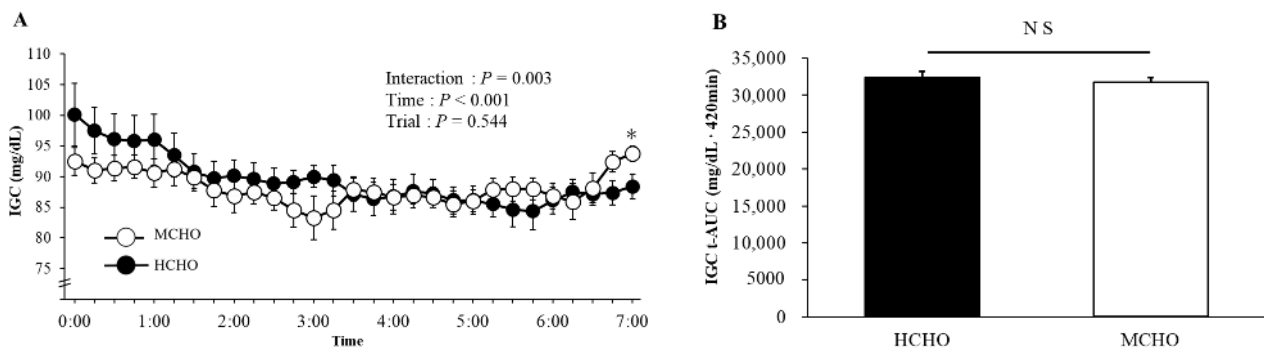 A
110
105
100
95
90
85
80
75
IGC (mg/dL)
Interaction : P = 0.003
Time : P < 0.001
Trial : P = 0.544
*
MCHO
HCHO
0:00 1:00 2:00 3:00 4:00 5:00 6:00 7:00
Time
B
N S
35,000
30,000
25,000
20,000
15,000
10,000
5000
0
IGC t-AUC (mg/dL · 420min)
HCHO MCHO